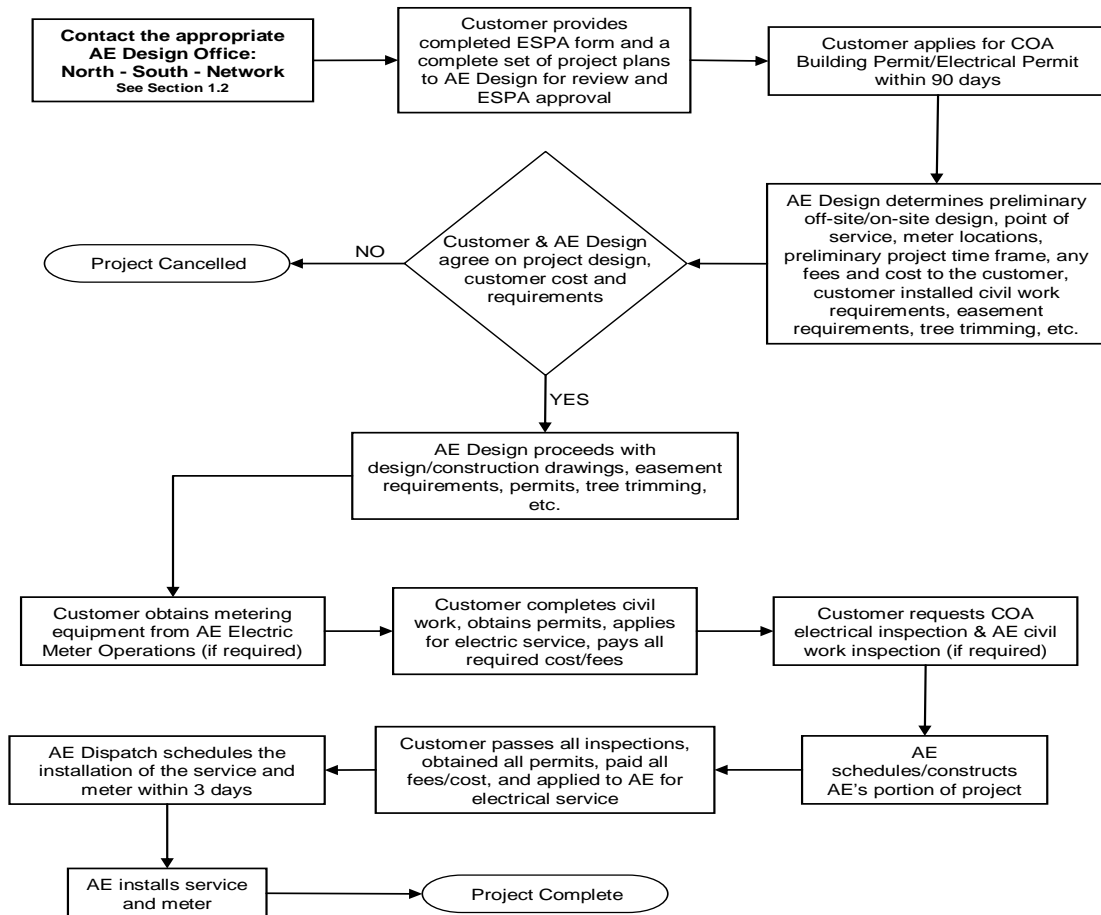 Contact the appropriate
AE Design Office:
North - South - Network
See Section 1.2
Customer provides
completed ESPA form and a
complete set of project plans
to AE Design for review and
ESPA approval
Customer applies for COA
Building Permit/Electrical Permit
within 90 days
AE Design determines preliminary
off-site/on-site design, point of
service, meter locations,
preliminary project time frame, any
fees and cost to the customer,
customer installed civil work
requirements, easement
requirements, tree trimming, etc.
Customer & AE Design
agree on project design,
customer cost and
requirements
NO
Project Cancelled
YES
AE Design proceeds with
design/construction drawings, easement
requirements, permits, tree trimming,
etc.
Customer obtains metering
equipment from AE Electric
Meter Operations (if required)
Customer completes civil
work, obtains permits, applies
for electric service, pays all
required cost/fees
Customer requests COA
electrical inspection & AE civil
work inspection (if required)
AE
schedules/constructs
AE's portion of project
Customer passes all inspections,
obtained all permits, paid all
fees/cost, and applied to AE for
electrical service
AE Dispatch schedules the
installation of the service and
meter within 3 days
AE installs service
and meter
Project Complete